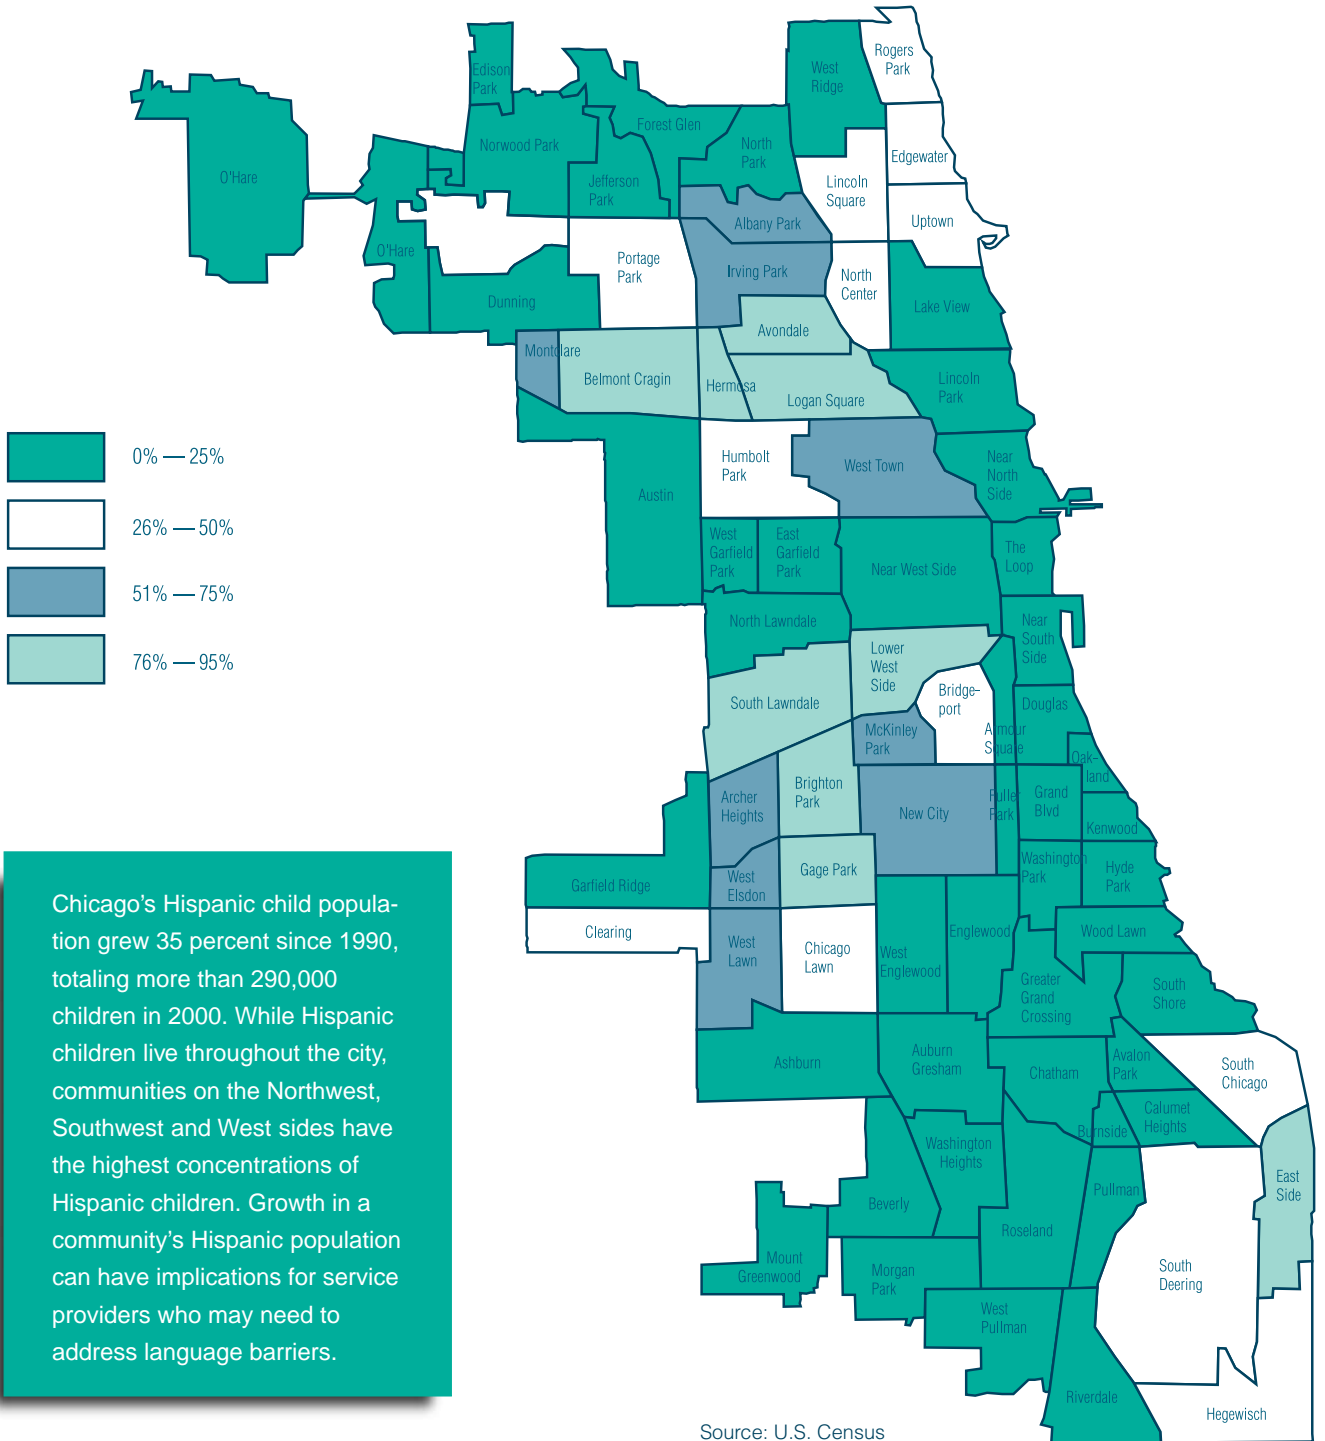 Rogers
Park
West
Ridge
Edison
Park
Forest Glen
Norwood Park
North
Park
Edgewater
O'Hare
Jefferson
Park
Lincoln
Square
Albany Park
Uptown
O'Hare
Portage
Park
Irving Park
North
Center
Dunning
Lake View
Avondale
Montclare
Belmont Cragin
Hermosa
Lincoln
Park
Logan Square
0% — 25%
26% — 50%
51% — 75%
76% — 95%
Humbolt
Park
West Town
Near
North
Side
Austin
West
Garfield
Park
East
Garfield
Park
Near West Side
The
Loop
North Lawndale
Near
South
Side
Lower
West
Side
South Lawndale
Bridge-
port
Douglas
McKinley
Park
Armour
Square
Oak-
land
Archer
Heights
Brighton
Park
New City
Fuller
Park
Grand
Blvd
Kenwood
Garfield Ridge
West
Elsdon
Gage Park
Washington
Park
Hyde
Park
Clearing
West
Lawn
Chicago
Lawn
West
Englewood
Englewood
Wood Lawn
Greater
Grand
Crossing
South
Shore
Ashburn
Auburn
Gresham
Chatham
Avalon
Park
South
Chicago
Calumet
Heights
Burnside
Washington
Heights
Beverly
Pullman
East
Side
Roseland
Mount
Greenwood
Morgan
Park
South
Deering
West
Pullman
Riverdale
Hegewisch
Chicago’s Hispanic child popula-
tion grew 35 percent since 1990,
totaling more than 290,000
children in 2000. While Hispanic
children live throughout the city,
communities on the Northwest,
Southwest and West sides have
the highest concentrations of
Hispanic children. Growth in a
community’s Hispanic population
can have implications for service
providers who may need to
address language barriers.
Source: U.S. Census